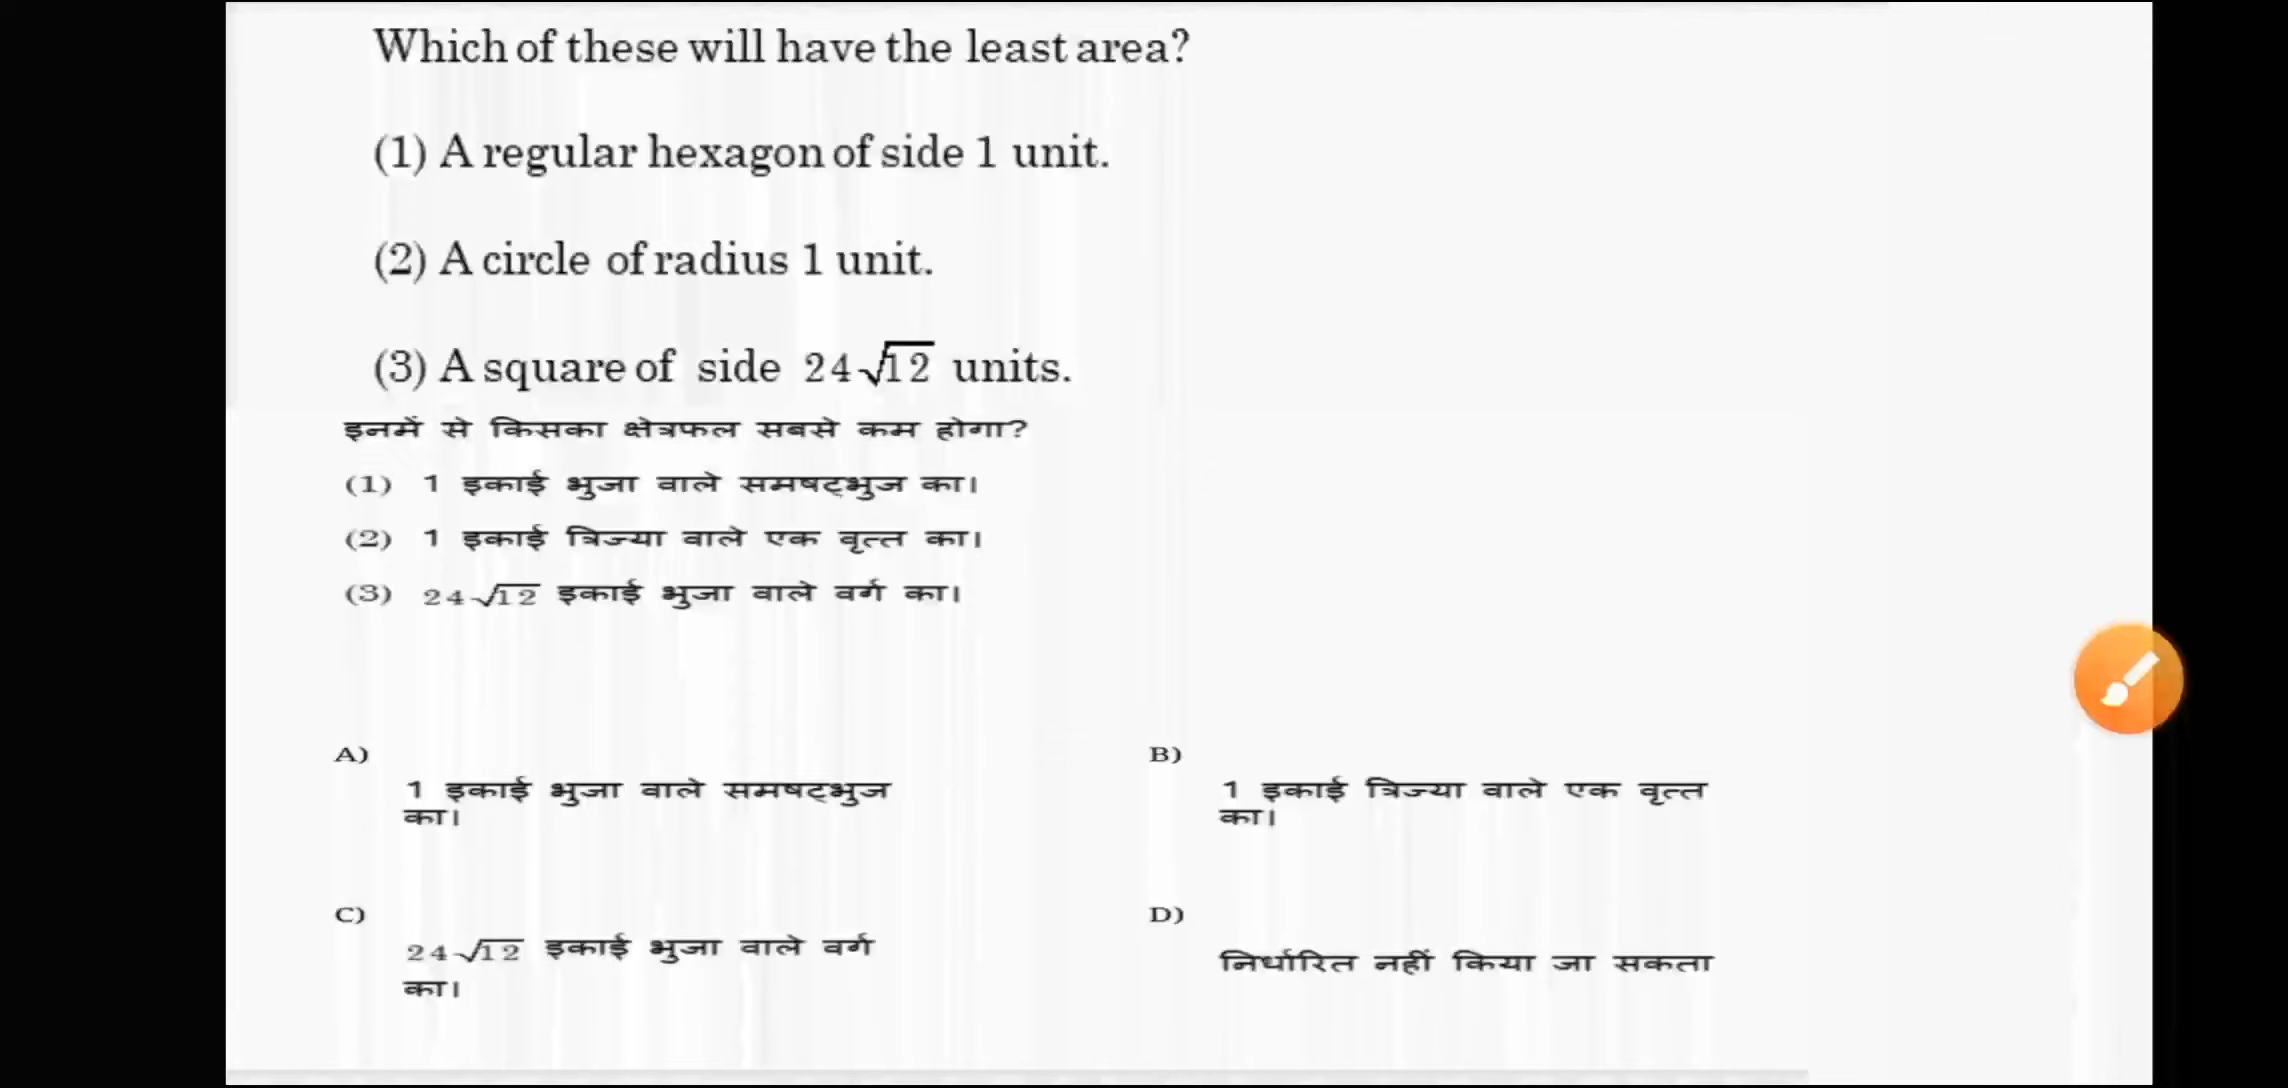 Which of these will have the least area?
(1) A regular hexagon of side 1 unit.
(2) A circle of radius 1 unit.
(3) A square of side 24√12 units.
इनमें से किसका क्षेत्रफल सबसे कम होगा?
(1) 1 इकाई भुजा वाले समषट्भुज का।
(2) 1 इकाई त्रिज्या वाले एक वृत्त का।
(3) 24√12 इकाई भुजा वाले वर्ग का।
A)
1 इकाई भुजा वाले समषट्भुज
का।
B)
1 इकाई त्रिज्या वाले एक वृत्त
का।
C)
24√12 इकाई भुजा वाले वर्ग
का।
D)
निर्धारित नहीं किया जा सकता